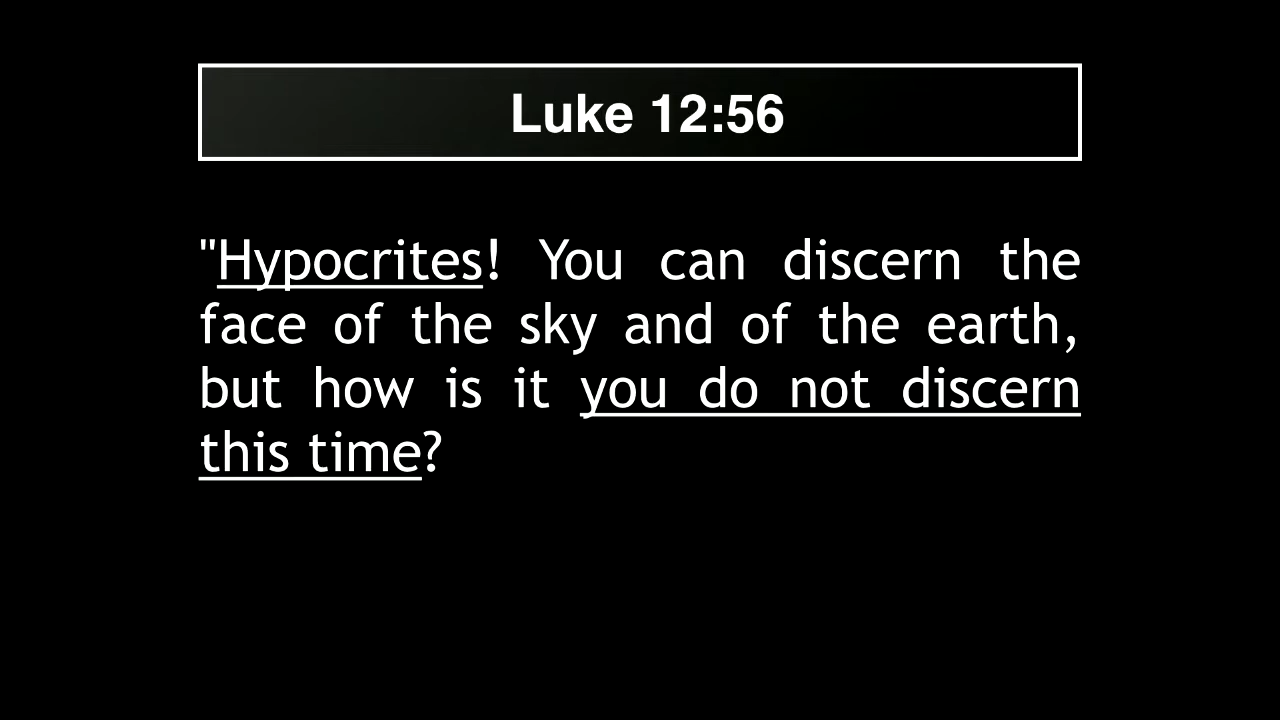 Luke 12:56
"Hypocrites! You can discern the
face of the sky and of the earth,
but how is it you do not discern
this time?